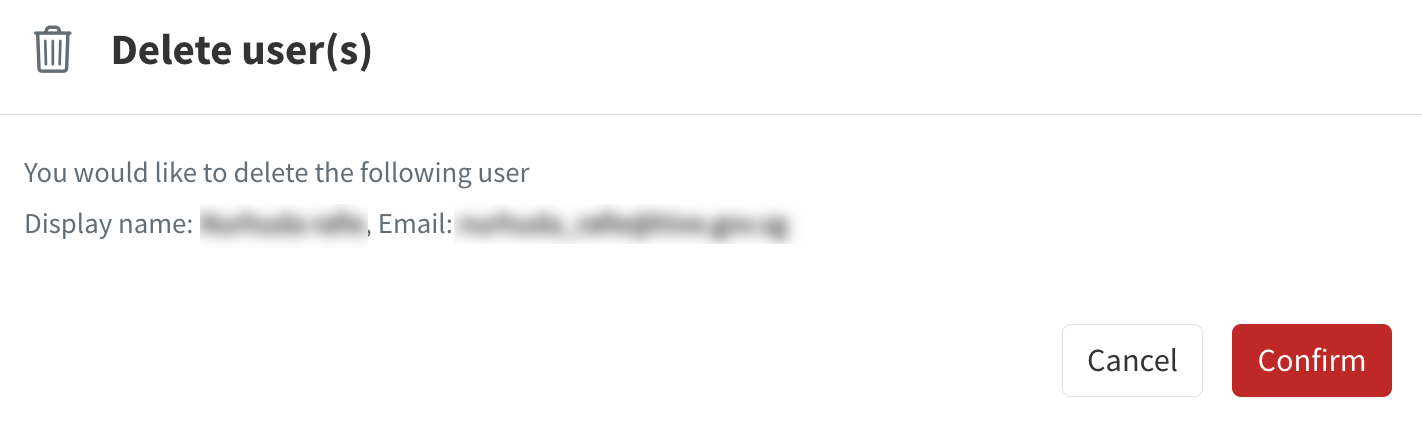 Delete user(s)
You would like to delete the following user
Display name: , Email:
Cancel
Confirm